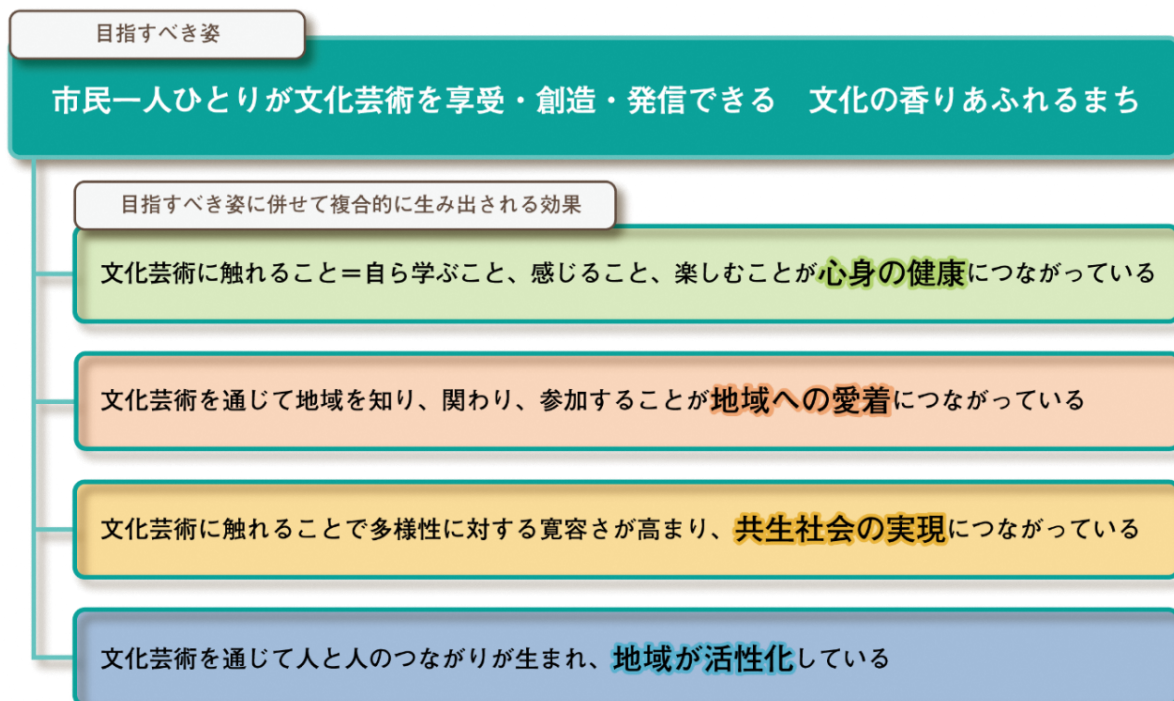 目指すべき姿
市民一人ひとりが文化芸術を享受・創造・発信できる　文化の香りあふれるまち
目指すべき姿に併せて複合的に生み出される効果
文化芸術に触れること＝自ら学ぶこと、感じること、楽しむことが心身の健康につながっている
文化芸術を通じて地域を知り、関わり、参加することが地域への愛着につながっている
文化芸術に触れることで多様性に対する寛容さが高まり、共生社会の実現につながっている
文化芸術を通じて人と人のつながりが生まれ、地域が活性化している